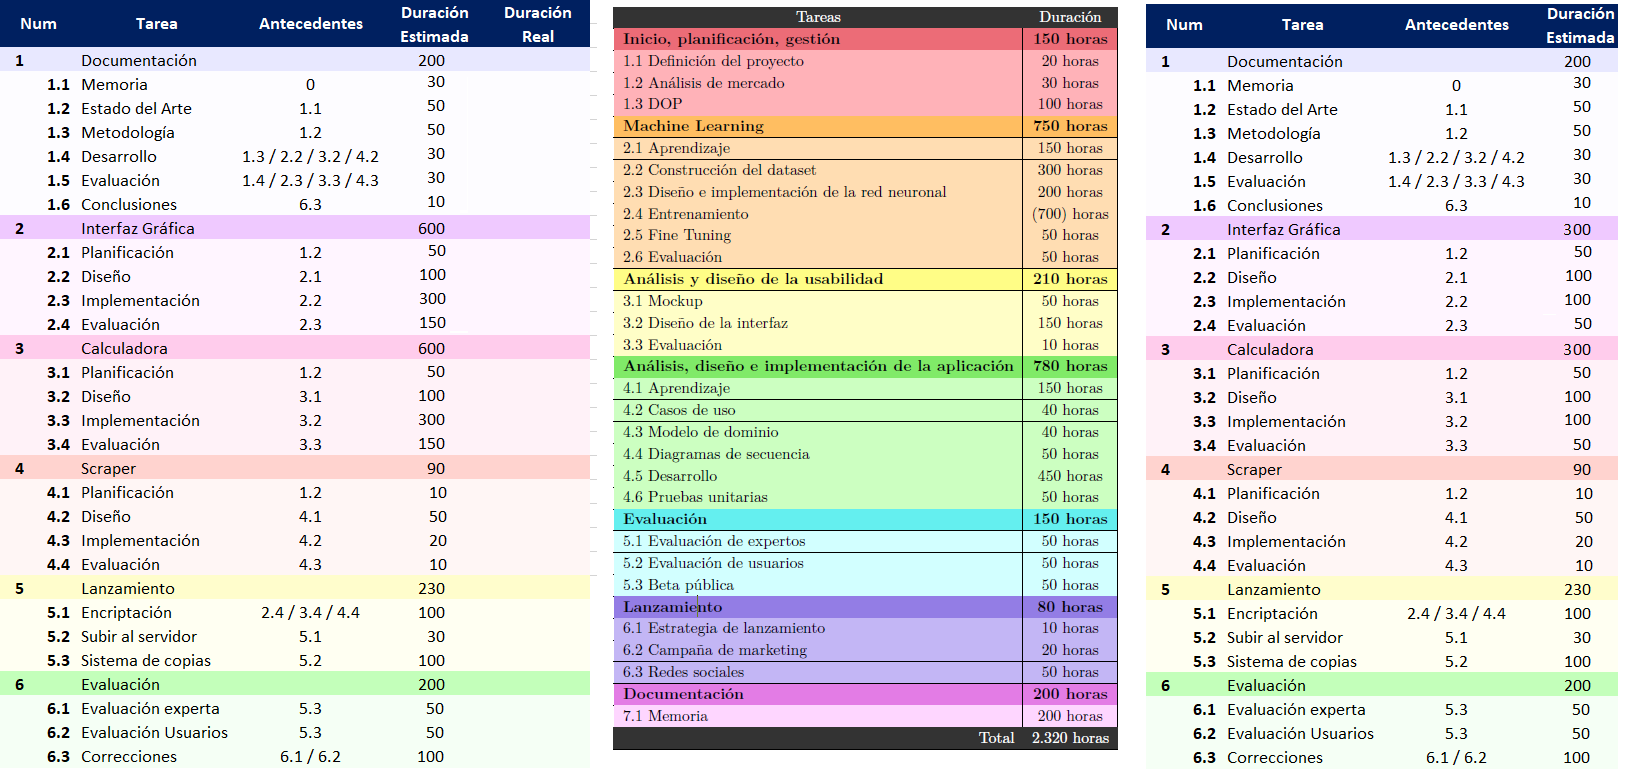 Num Tarea Antecedentes Duración Estimada Duración Real
1 Documentación 200
1.1 Memoria 0 30
1.2 Estado del Arte 1.1 50
1.3 Metodología 1.2 50
1.4 Desarrollo 1.3 / 2.2 / 3.2 / 4.2 30
1.5 Evaluación 1.4 / 2.3 / 3.3 / 4.3 30
1.6 Conclusiones 6.3 10
2 Interfaz Gráfica 600
2.1 Planificación 1.2 50
2.2 Diseño 2.1 100
2.3 Implementación 2.2 300
2.4 Evaluación 2.3 150
3 Calculadora 600
3.1 Planificación 1.2 50
3.2 Diseño 3.1 100
3.3 Implementación 3.2 300
3.4 Evaluación 3.3 150
4 Scraper 90
4.1 Planificación 1.2 10
4.2 Diseño 4.1 50
4.3 Implementación 4.2 20
4.4 Evaluación 4.3 10
5 Lanzamiento 230
5.1 Encriptación 2.4 / 3.4 / 4.4 100
5.2 Subir al servidor 5.1 30
5.3 Sistema de copias 5.2 100
6 Evaluación 200
6.1 Evaluación experta 5.3 50
6.2 Evaluación Usuarios 5.3 50
6.3 Correcciones 6.1 / 6.2 100
Tareas Duración
Inicio, planificación, gestión 150 horas
1.1 Definición del proyecto 20 horas
1.2 Análisis de mercado 30 horas
1.3 DOP 100 horas
Machine Learning 750 horas
2.1 Aprendizaje 150 horas
2.2 Construcción del dataset 300 horas
2.3 Diseño e implementación de la red neuronal 200 horas
2.4 Entrenamiento (700) horas
2.5 Fine Tuning 50 horas
2.6 Evaluación 50 horas
Análisis y diseño de la usabilidad 210 horas
3.1 Mockup 50 horas
3.2 Diseño de la interfaz 150 horas
3.3 Evaluación 10 horas
Análisis, diseño e implementación de la aplicación 780 horas
4.1 Aprendizaje 150 horas
4.2 Casos de uso 40 horas
4.3 Modelo de dominio 40 horas
4.4 Diagramas de secuencia 50 horas
4.5 Desarrollo 450 horas
4.6 Pruebas unitarias 50 horas
Evaluación 150 horas
5.1 Evaluación de expertos 50 horas
5.2 Evaluación de usuarios 50 horas
5.3 Beta pública 50 horas
Lanzamiento 80 horas
6.1 Estrategia de lanzamiento 10 horas
6.2 Campaña de marketing 20 horas
6.3 Redes sociales 50 horas
Documentación 200 horas
7.1 Memoria 200 horas
Total 2.320 horas
Num Tarea Antecedentes Duración Estimada
1 Documentación 200
1.1 Memoria 0 30
1.2 Estado del Arte 1.1 50
1.3 Metodología 1.2 50
1.4 Desarrollo 1.3 / 2.2 / 3.2 / 4.2 30
1.5 Evaluación 1.4 / 2.3 / 3.3 / 4.3 30
1.6 Conclusiones 6.3 10
2 Interfaz Gráfica 300
2.1 Planificación 1.2 50
2.2 Diseño 2.1 100
2.3 Implementación 2.2 100
2.4 Evaluación 2.3 50
3 Calculadora 300
3.1 Planificación 1.2 50
3.2 Diseño 3.1 100
3.3 Implementación 3.2 100
3.4 Evaluación 3.3 50
4 Scraper 90
4.1 Planificación 1.2 10
4.2 Diseño 4.1 50
4.3 Implementación 4.2 20
4.4 Evaluación 4.3 10
5 Lanzamiento 230
5.1 Encriptación 2.4 / 3.4 / 4.4 100
5.2 Subir al servidor 5.1 30
5.3 Sistema de copias 5.2 100
6 Evaluación 200
6.1 Evaluación experta 5.3 50
6.2 Evaluación Usuarios 5.3 50
6.3 Correcciones 6.1 / 6.2 100